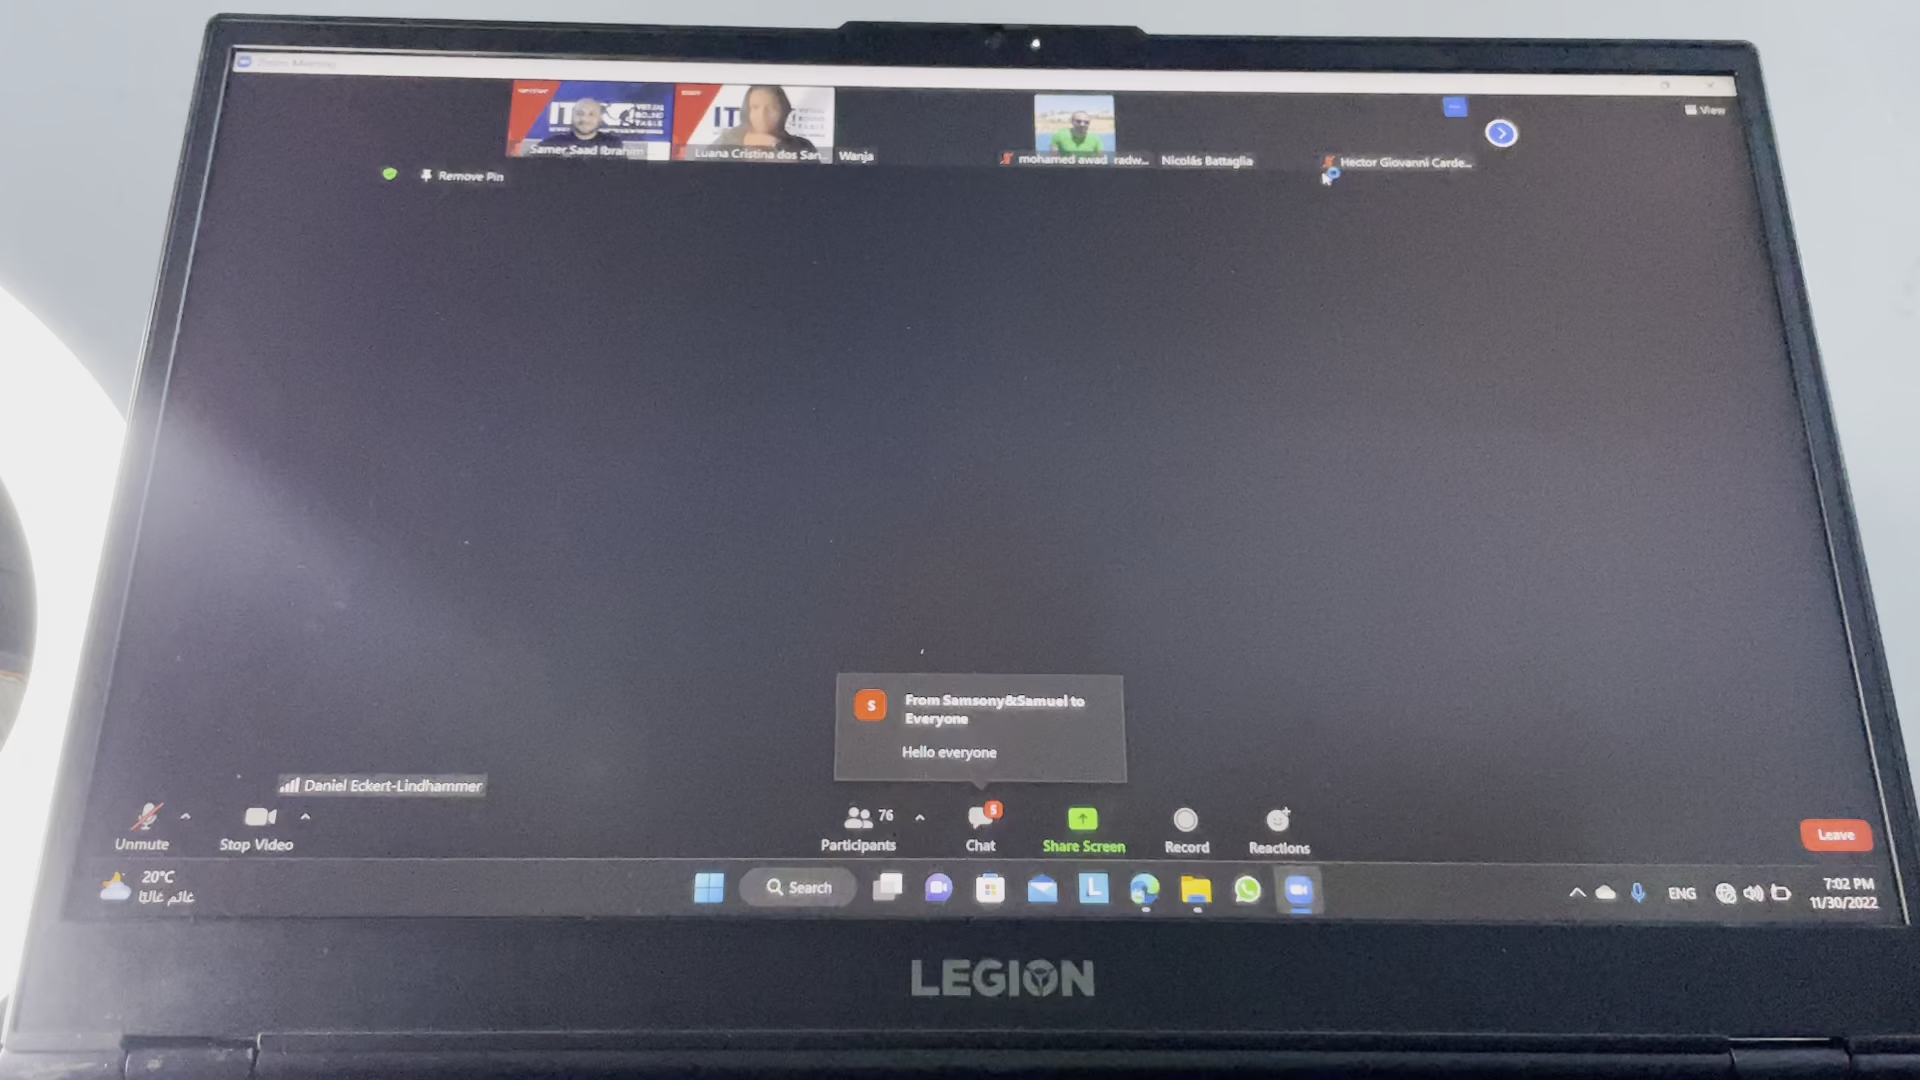 Zoom Meeting
View
Samer Saad Ibrahim
Luana Cristina dos San...
Wanja
mohamed awad radw...
Nicolás Battaglia
Hector Giovanni Carde...
Remove Pin
From Samsony&Samuel to
Everyone
Hello everyone
Daniel Eckert-Lindhammer
Unmute
Stop Video
76
Participants
5
Chat
Share Screen
Record
Reactions
Leave
20°C
غائم غالبًا
Search
ENG
7:02 PM
11/30/2022
LEGION